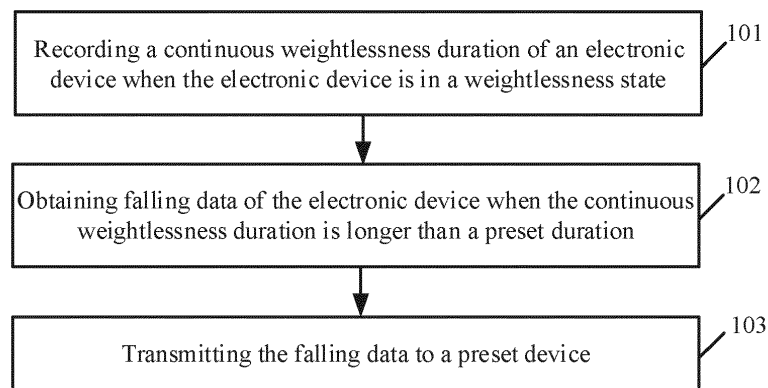 Recording a continuous weightlessness duration of an electronic
device when the electronic device is in a weightlessness state
101
Obtaining falling data of the electronic device when the continuous
weightlessness duration is longer than a preset duration
102
Transmitting the falling data to a preset device
103